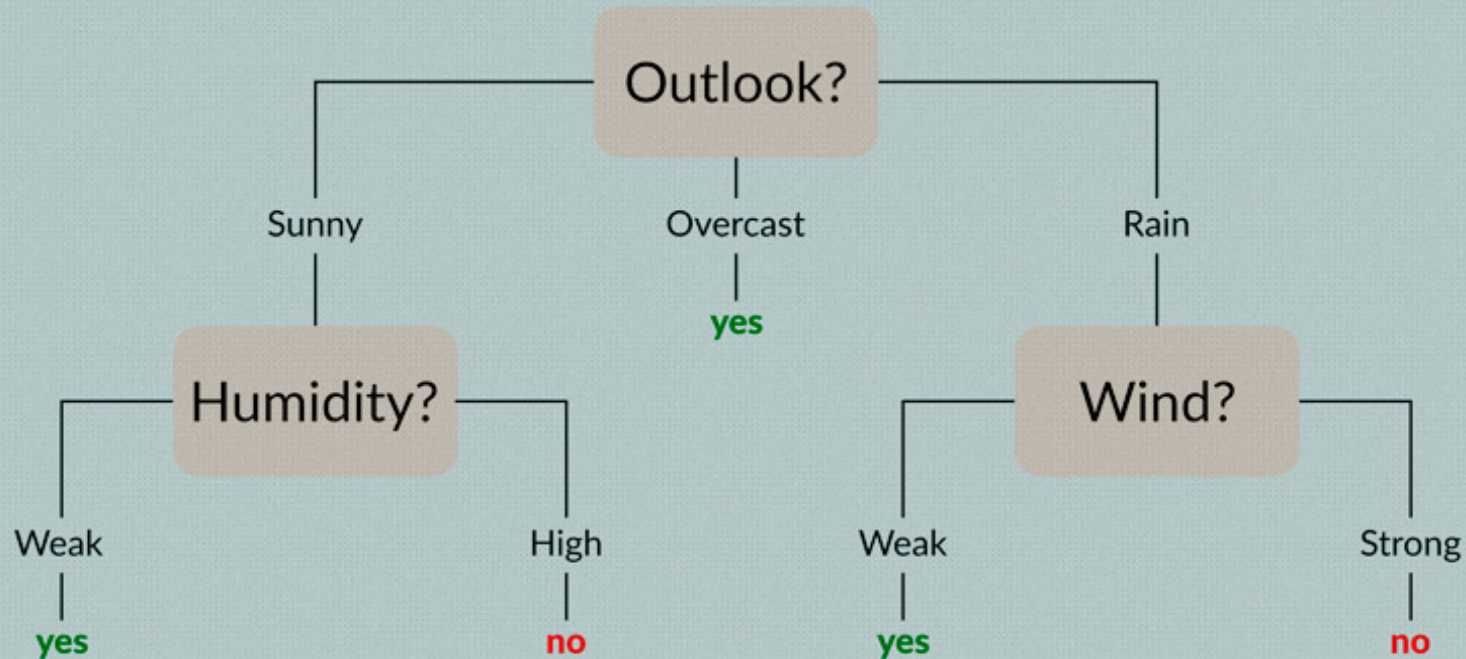 Outlook?
Sunny
Overcast
Rain
yes
Humidity?
Wind?
Weak
High
Weak
Strong
yes
no
yes
no